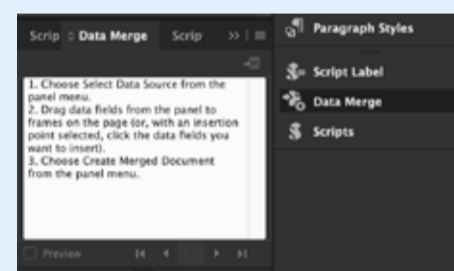 Scrip
Data Merge
Scrip
1. Choose Select Data Source from the
panel menu.
2. Drag data fields from the panel to
frames on the page (or, with an insertion
point selected, click the data fields you
want to insert).
3. Choose Create Merged Document
from the panel menu.
Preview
Paragraph Styles
Script Label
Data Merge
Scripts